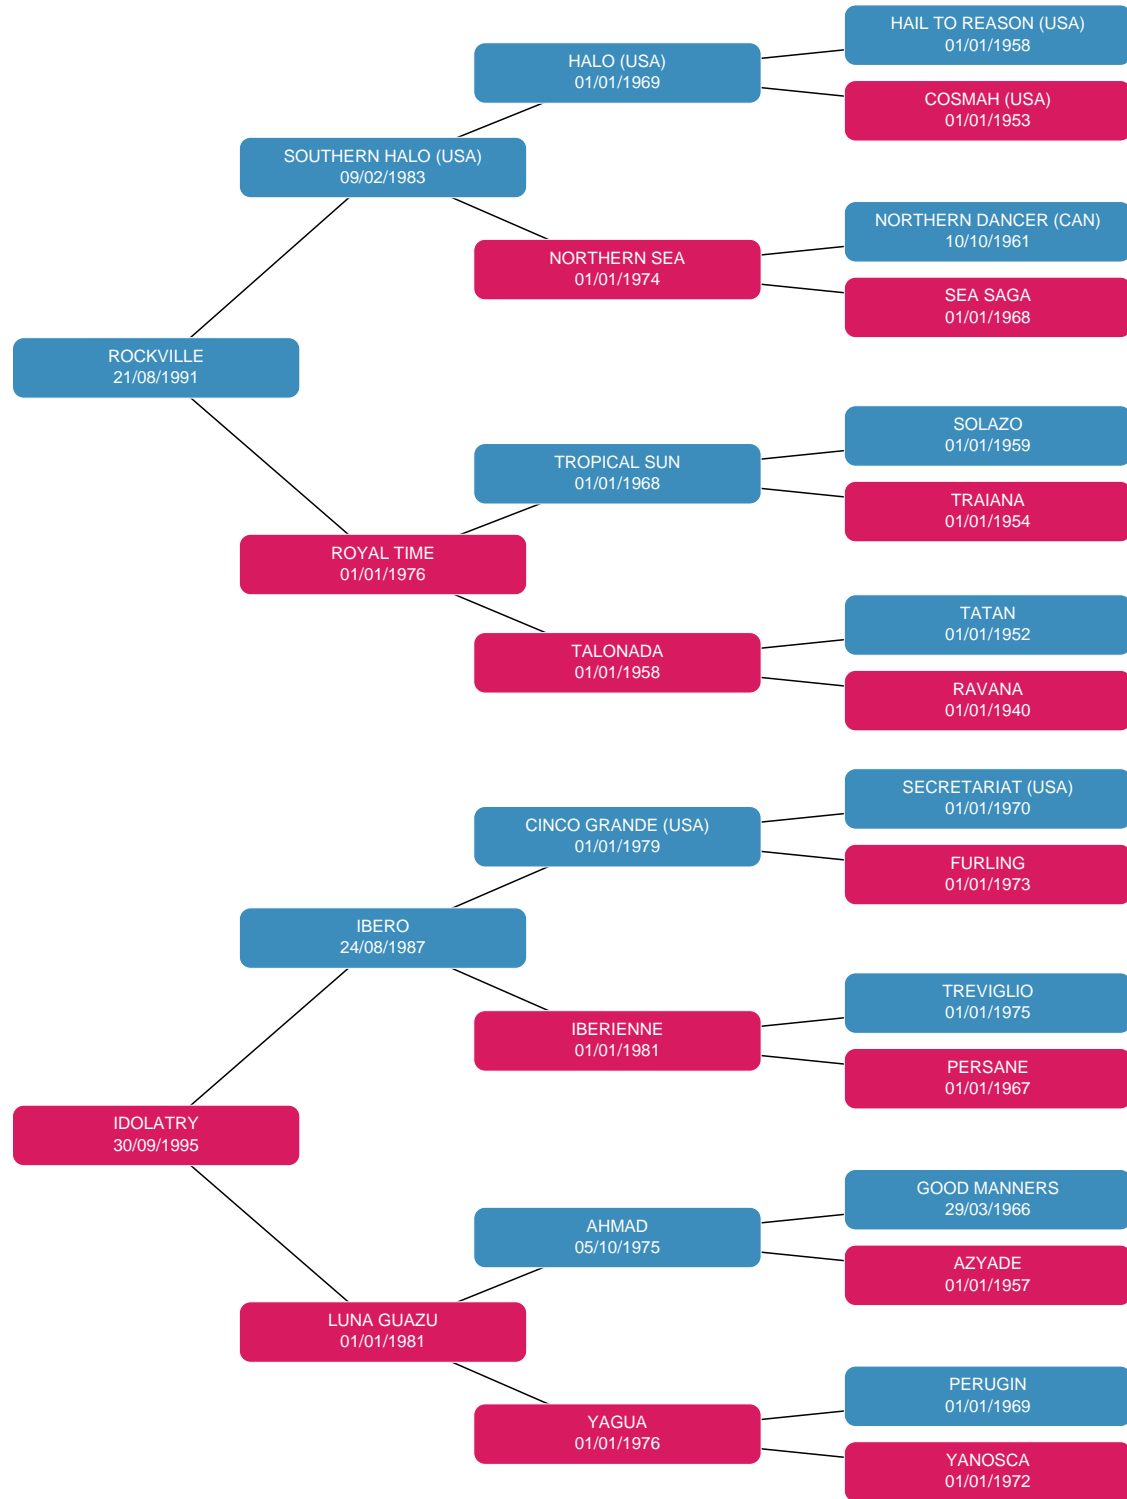 HAIL TO REASON (USA)
01/01/1958
HALO (USA)
01/01/1969
COSMAH (USA)
01/01/1953
SOUTHERN HALO (USA)
09/02/1983
NORTHERN DANCER (CAN)
10/10/1961
NORTHERN SEA
01/01/1974
SEA SAGA
01/01/1968
ROCKVILLE
21/08/1991
SOLAZO
01/01/1959
TROPICAL SUN
01/01/1968
TRAIANA
01/01/1954
ROYAL TIME
01/01/1976
TATAN
01/01/1952
TALONADA
01/01/1958
RAVANA
01/01/1940
SECRETARIAT (USA)
01/01/1970
CINCO GRANDE (USA)
01/01/1979
FURLING
01/01/1973
IBERO
24/08/1987
TREVIGLIO
01/01/1975
IBERIENNE
01/01/1981
PERSANE
01/01/1967
IDOLATRY
30/09/1995
GOOD MANNERS
29/03/1966
AHMAD
05/10/1975
AZYADE
01/01/1957
LUNA GUAZU
01/01/1981
PERUGIN
01/01/1969
YAGUA
01/01/1976
YANOSCA
01/01/1972